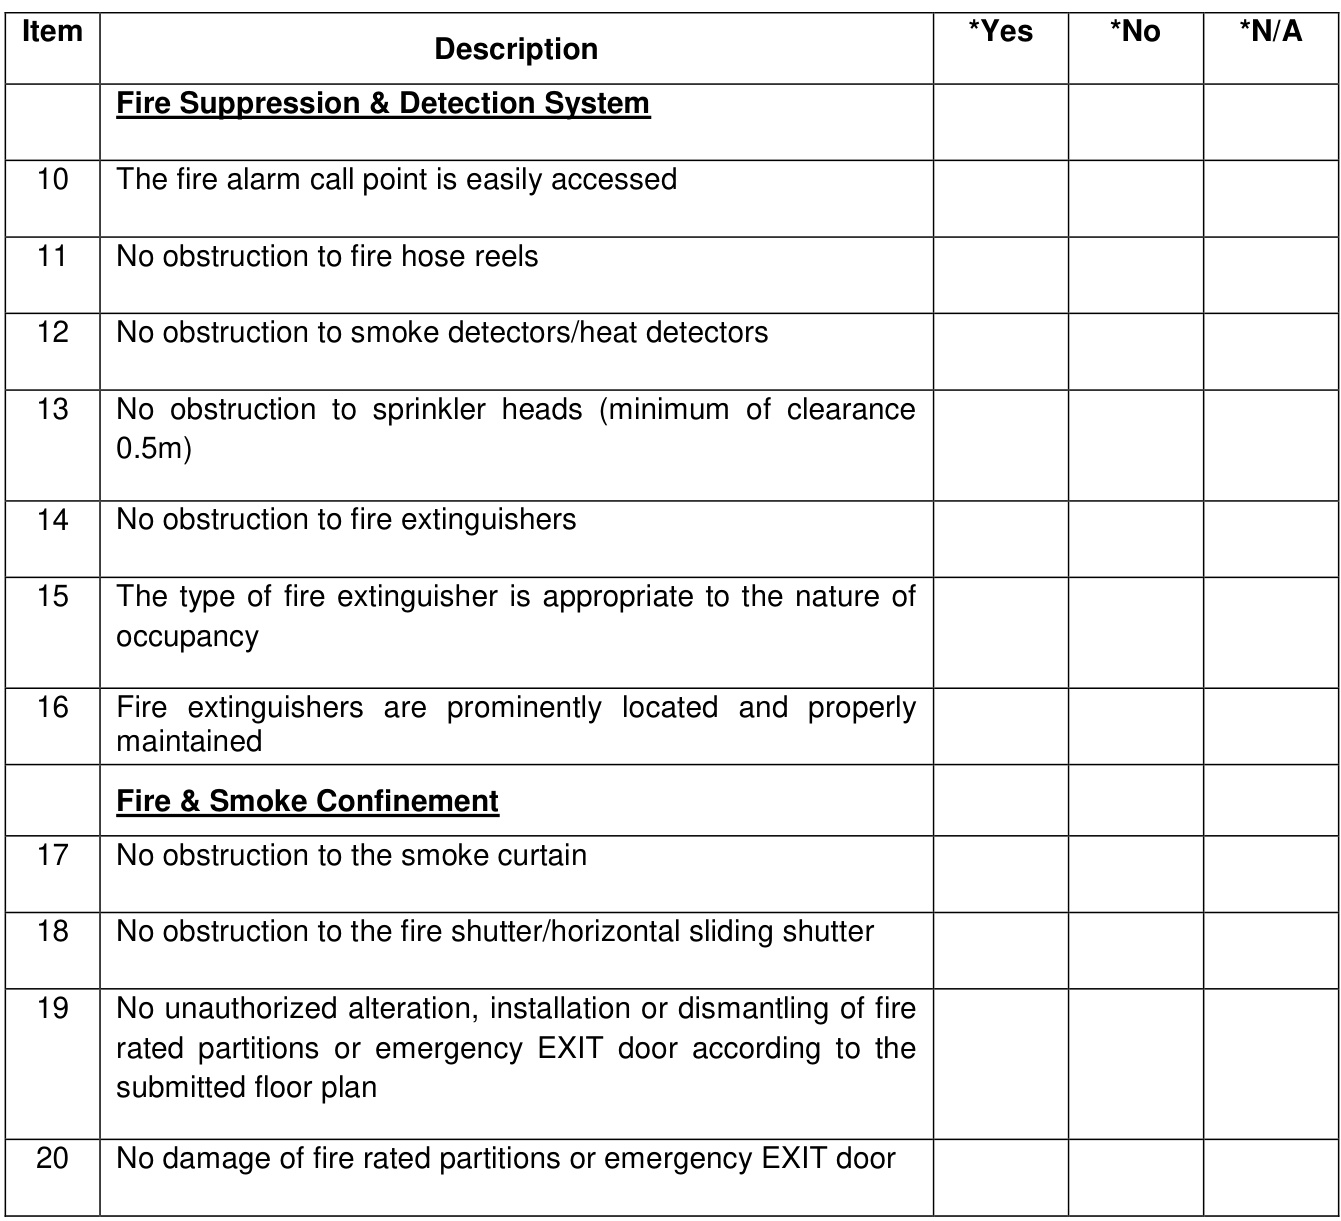 Item Description *Yes *No *N/A
Fire Suppression & Detection System
10 The fire alarm call point is easily accessed
11 No obstruction to fire hose reels
12 No obstruction to smoke detectors/heat detectors
13 No obstruction to sprinkler heads (minimum of clearance
0.5m)
14 No obstruction to fire extinguishers
15 The type of fire extinguisher is appropriate to the nature of
occupancy
16 Fire extinguishers are prominently located and properly
maintained
Fire & Smoke Confinement
17 No obstruction to the smoke curtain
18 No obstruction to the fire shutter/horizontal sliding shutter
19 No unauthorized alteration, installation or dismantling of fire
rated partitions or emergency EXIT door according to the
submitted floor plan
20 No damage of fire rated partitions or emergency EXIT door